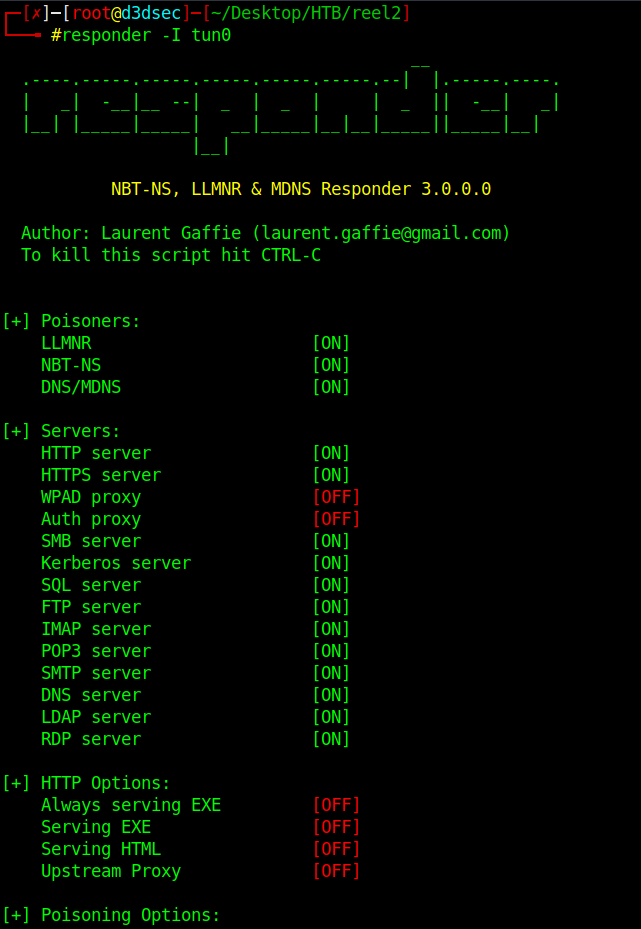 [✗]─[root@d3dsec]─[~/Desktop/HTB/reel2]
#responder -I tun0
NBT-NS, LLMNR & MDNS Responder 3.0.0.0
Author: Laurent Gaffie (laurent.gaffie@gmail.com)
To kill this script hit CTRL-C
[+] Poisoners:
LLMNR [ON]
NBT-NS [ON]
DNS/MDNS [ON]
[+] Servers:
HTTP server [ON]
HTTPS server [ON]
WPAD proxy [OFF]
Auth proxy [OFF]
SMB server [ON]
Kerberos server [ON]
SQL server [ON]
FTP server [ON]
IMAP server [ON]
POP3 server [ON]
SMTP server [ON]
DNS server [ON]
LDAP server [ON]
RDP server [ON]
[+] HTTP Options:
Always serving EXE [OFF]
Serving EXE [OFF]
Serving HTML [OFF]
Upstream Proxy [OFF]
[+] Poisoning Options: